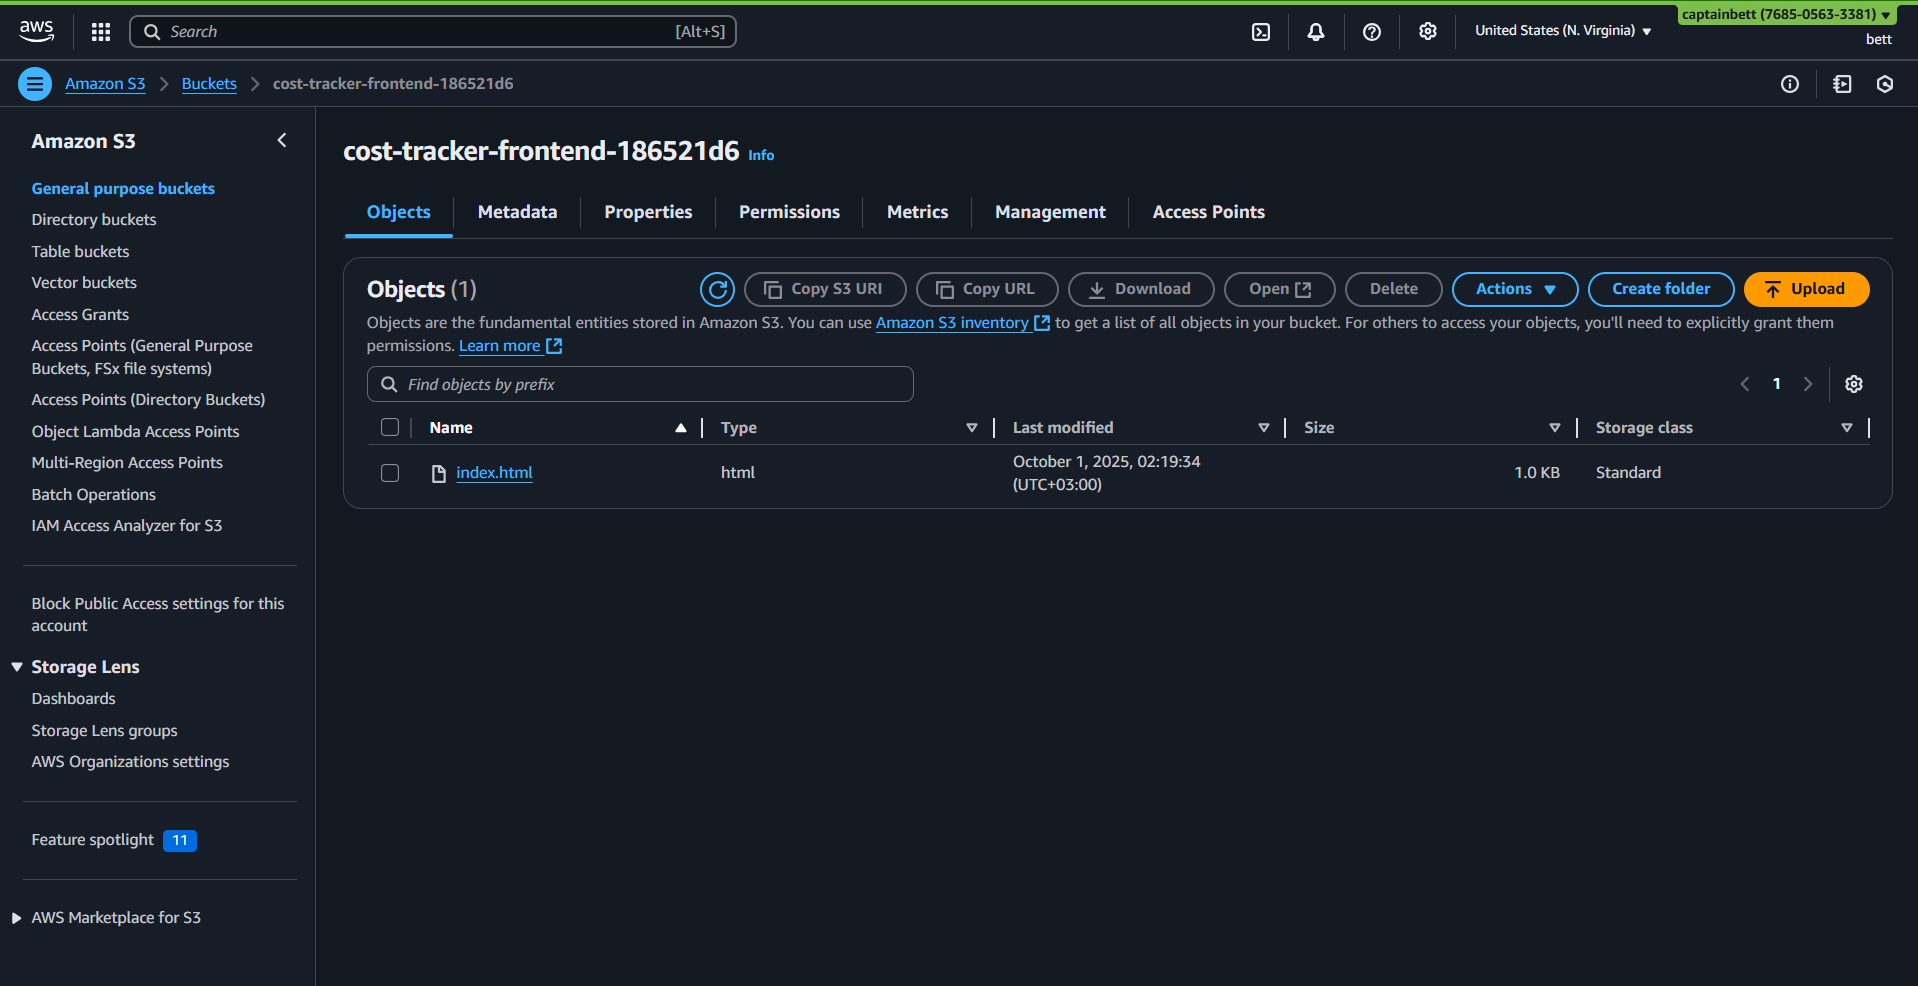 aws
Search [Alt+S]
United States (N. Virginia)
captainbett (7685-0563-3381)
bett
Amazon S3
Buckets
cost-tracker-frontend-186521d6
Amazon S3
General purpose buckets
Directory buckets
Table buckets
Vector buckets
Access Grants
Access Points (General Purpose
Buckets, FSx file systems)
Access Points (Directory Buckets)
Object Lambda Access Points
Multi-Region Access Points
Batch Operations
IAM Access Analyzer for S3
Block Public Access settings for this
account
Storage Lens
Dashboards
Storage Lens groups
AWS Organizations settings
Feature spotlight 11
AWS Marketplace for S3
cost-tracker-frontend-186521d6 Info
Objects
Metadata
Properties
Permissions
Metrics
Management
Access Points
Objects (1)
Copy S3 URI
Copy URL
Download
Open
Delete
Actions
Create folder
Upload
Objects are the fundamental entities stored in Amazon S3. You can use Amazon S3 inventory to get a list of all objects in your bucket. For others to access your objects, you'll need to explicitly grant them
permissions. Learn more
Find objects by prefix
1
Name
Type
Last modified
Size
Storage class
index.html
html
October 1, 2025, 02:19:34
(UTC+03:00)
1.0 KB
Standard